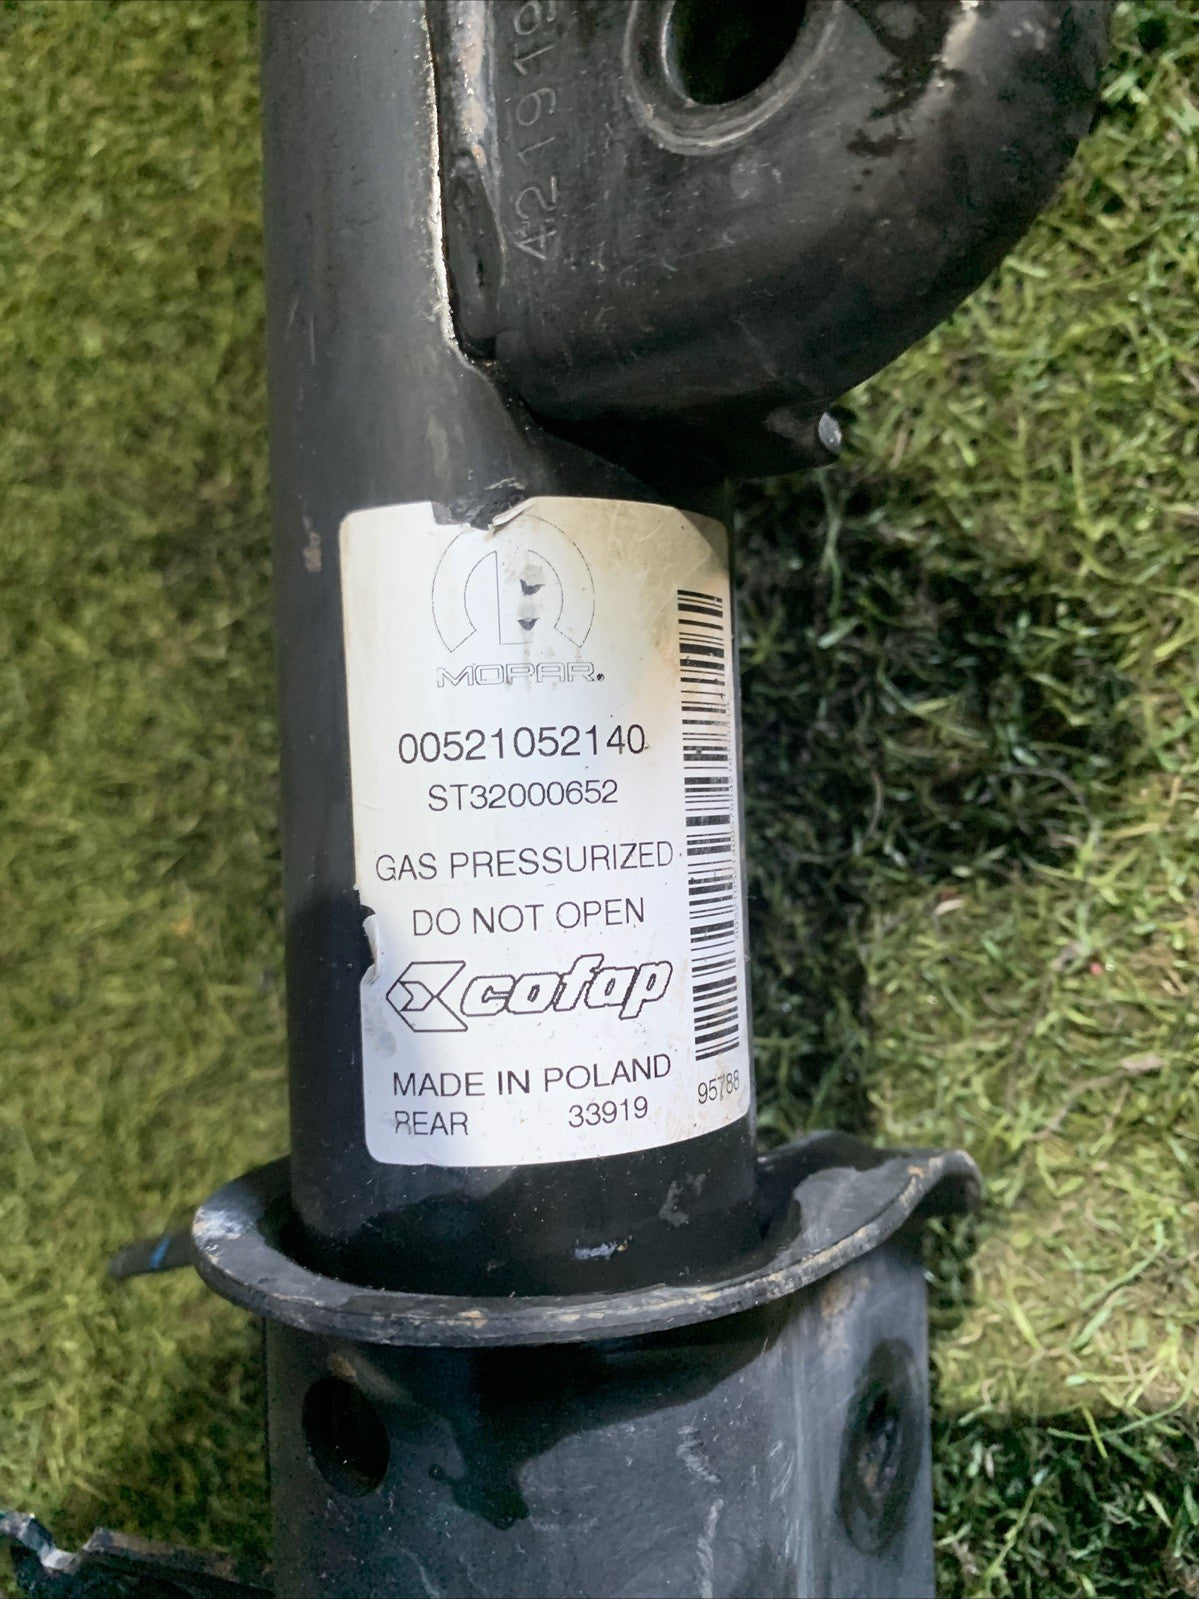 MOPAR
00521052140
ST32000652
GAS PRESSURIZED
DO NOT OPEN
cofap
MADE IN POLAND
REAR 33919
95788